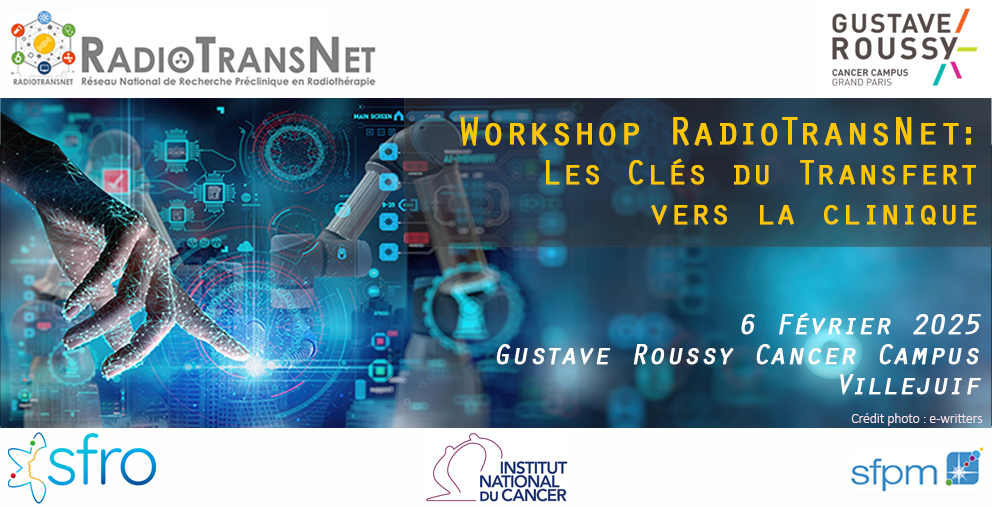 RADIOTRANSNET
RADIOTRANSNET
Réseau National de Recherche Préclinique en Radiothérapie
GUSTAVE/
ROUSSY
CANCER CAMPUS
GRAND PARIS
MAIN SCREEN
WORKSHOP RADIOTRANSNET:
LES CLÉS DU TRANSFERT
VERS LA CLINIQUE
6 FÉVRIER 2025
GUSTAVE ROUSSY CANCER CAMPUS
VILLEJUIF
support
Crédit photo : e-writters
sfro
INSTITUT
NATIONAL
DU CANCER
sfpm